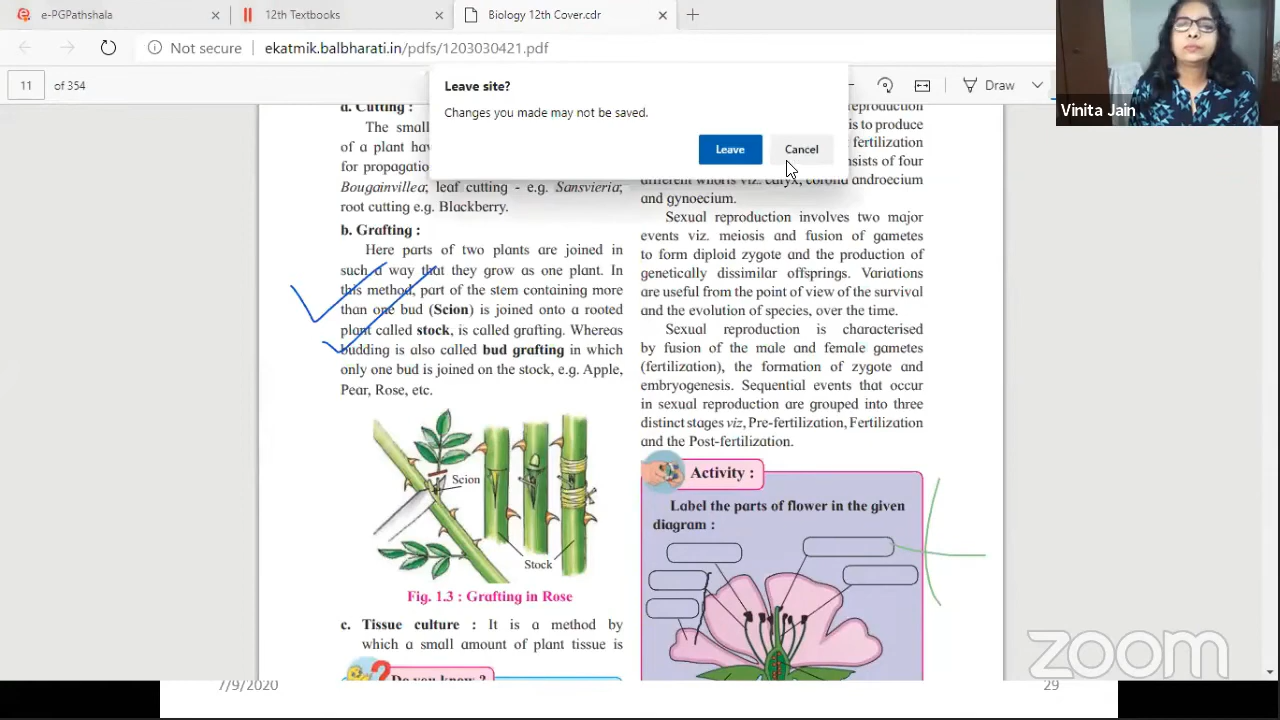 e-PGPathshala
12th Textbooks
Biology 12th Cover.cdr
Not secure
ekatmik.balbharati.in/pdfs/1203030421.pdf
11 of 354
Draw
Leave site?
Changes you made may not be saved.
Leave
Cancel
Vinita Jain
a. Cutting :
The small
of a plant hav
for propagatio
Bougainvillea; leaf cutting - e.g. Sansvieria;
root cutting e.g. Blackberry.
b. Grafting :
Here parts of two plants are joined in
such a way that they grow as one plant. In
this method, part of the stem containing more
than one bud (Scion) is joined onto a rooted
plant called stock, is called grafting. Whereas
budding is also called bud grafting in which
only one bud is joined on the stock, e.g. Apple,
Pear, Rose, etc.
Scion
Stock
Fig. 1.3 : Grafting in Rose
c. Tissue culture : It is a method by
which a small amount of plant tissue is
Do you know ?
reproduction
is to produce
fertilization
nsists of four
different whorls viz. calyx, corolla androecium
and gynoecium.
Sexual reproduction involves two major
events viz. meiosis and fusion of gametes
to form diploid zygote and the production of
genetically dissimilar offsprings. Variations
are useful from the point of view of the survival
and the evolution of species, over the time.
Sexual reproduction is characterised
by fusion of the male and female gametes
(fertilization), the formation of zygote and
embryogenesis. Sequential events that occur
in sexual reproduction are grouped into three
distinct stages viz, Pre-fertilization, Fertilization
and the Post-fertilization.
Activity :
Label the parts of flower in the given
diagram :
zoom
7/9/2020
29